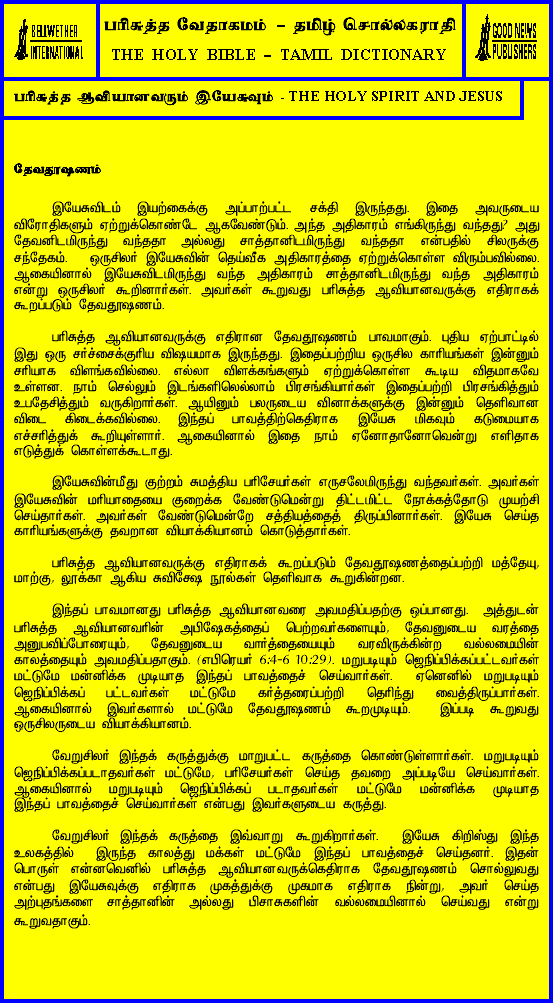 BELLWETHER
INTERNATIONAL
பரிசுத்த வேதாகமம் – தமிழ் சொல்லகராதி
THE HOLY BIBLE – TAMIL DICTIONARY
GOOD NEWS
PUBLISHERS
பரிசுத்த ஆவியானவரும் இயேசுவும் - THE HOLY SPIRIT AND JESUS
தேவதூஷணம்
இயேசுவிடம் இயற்கைக்கு அப்பாற்பட்ட சக்தி இருந்தது. இதை அவருடைய
விரோதிகளும் ஏற்றுக்கொண்டே ஆகவேண்டும். அந்த அதிகாரம் எங்கிருந்து வந்தது? அது
தேவனிடமிருந்து வந்ததா அல்லது சாத்தானிடமிருந்து வந்ததா என்பதில் சிலருக்கு
சந்தேகம். ஒருசிலர் இயேசுவின் தெய்வீக அதிகாரத்தை ஏற்றுக்கொள்ள விரும்பவில்லை.
ஆகையினால் இயேசுவிடமிருந்து வந்த அதிகாரம் சாத்தானிடமிருந்து வந்த அதிகாரம்
என்று ஒருசிலர் கூறினார்கள். அவர்கள் கூறுவது பரிசுத்த ஆவியானவருக்கு எதிராகக்
கூறப்படும் தேவதூஷணம்.
பரிசுத்த ஆவியானவருக்கு எதிரான தேவதூஷணம் பாவமாகும். புதிய ஏற்பாட்டில்
இது ஒரு சர்ச்சைக்குரிய விஷயமாக இருந்தது. இதைப்பற்றிய ஒருசில காரியங்கள் இன்னும்
சரியாக விளங்கவில்லை. எல்லா விளக்கங்களும் ஏற்றுக்கொள்ள கூடிய விதமாகவே
உள்ளன. நாம் செல்லும் இடங்களிலெல்லாம் பிரசங்கியார்கள் இதைப்பற்றி பிரசங்கித்தும்
உபதேசித்தும் வருகிறார்கள். ஆயினும் பலருடைய வினாக்களுக்கு இன்னும் தெளிவான
விடை கிடைக்கவில்லை. இந்தப் பாவத்திற்கெதிராக இயேசு மிகவும் கடுமையாக
எச்சரித்துக் கூறியுள்ளார். ஆகையினால் இதை நாம் ஏனோதானோவென்று எளிதாக
எடுத்துக் கொள்ளக்கூடாது.
இயேசுவின்மீது குற்றம் சுமத்திய பரிசேயர்கள் எருசலேமிருந்து வந்தவர்கள். அவர்கள்
இயேசுவின் மரியாதையை குறைக்க வேண்டுமென்று திட்டமிட்ட நோக்கத்தோடு முயற்சி
செய்தார்கள். அவர்கள் வேண்டுமென்றே சத்தியத்தைத் திருப்பினார்கள். இயேசு செய்த
காரியங்களுக்கு தவறான வியாக்கியானம் கொடுத்தார்கள்.
பரிசுத்த ஆவியானவருக்கு எதிராகக் கூறப்படும் தேவதூஷணத்தைப்பற்றி மத்தேயு,
மாற்கு, லூக்கா ஆகிய சுவிசேஷ நூல்கள் தெளிவாக கூறுகின்றன.
இந்தப் பாவமானது பரிசுத்த ஆவியானவரை அவமதிப்பதற்கு ஒப்பானது. அத்துடன்
பரிசுத்த ஆவியானவரின் அபிஷேகத்தைப் பெற்றவர்களையும், தேவனுடைய வரத்தை
அனுபவிப்போரையும், தேவனுடைய வார்த்தையையும் வரவிருக்கின்ற வல்லமையின்
காலத்தையும் அவமதிப்பதாகும். (எபிரெயர் 6:4-6 10:29). மறுபடியும் ஜெநிப்பிக்கப்பட்டவர்கள்
மட்டுமே மன்னிக்க முடியாத இந்தப் பாவத்தைச் செய்வார்கள். ஏனெனில் மறுபடியும்
ஜெநிப்பிக்கப் பட்டவர்கள் மட்டுமே கர்த்தரைப்பற்றி தெரிந்து வைத்திருப்பார்கள்.
ஆகையினால் இவர்களால் மட்டுமே தேவதூஷணம் கூறமுடியும். இப்படி கூறுவது
ஒருசிலருடைய வியாக்கியானம்.
வேறுசிலர் இந்தக் கருத்துக்கு மாறுபட்ட கருத்தை கொண்டுள்ளார்கள். மறுபடியும்
ஜெநிப்பிக்கப்படாதவர்கள் மட்டுமே, பரிசேயர்கள் செய்த தவறை அப்படியே செய்வார்கள்.
ஆகையினால் மறுபடியும் ஜெநிப்பிக்கப் படாதவர்கள் மட்டுமே மன்னிக்க முடியாத
இந்தப் பாவத்தைச் செய்வார்கள் என்பது இவர்களுடைய கருத்து.
வேறுசிலர் இந்தக் கருத்தை இவ்வாறு கூறுகிறார்கள். இயேசு கிறிஸ்து இந்த
உலகத்தில் இருந்த காலத்து மக்கள் மட்டுமே இந்தப் பாவத்தைச் செய்தனர். இதன்
பொருள் என்னவெனில் பரிசுத்த ஆவியானவருக்கெதிராக தேவதூஷணம் சொல்லுவது
என்பது இயேசுவுக்கு எதிராக முகத்துக்கு முகமாக எதிராக நின்று, அவர் செய்த
அற்புதங்களை சாத்தானின் அல்லது பிசாசுகளின் வல்லமையினால் செய்வது என்று
கூறுவதாகும்.